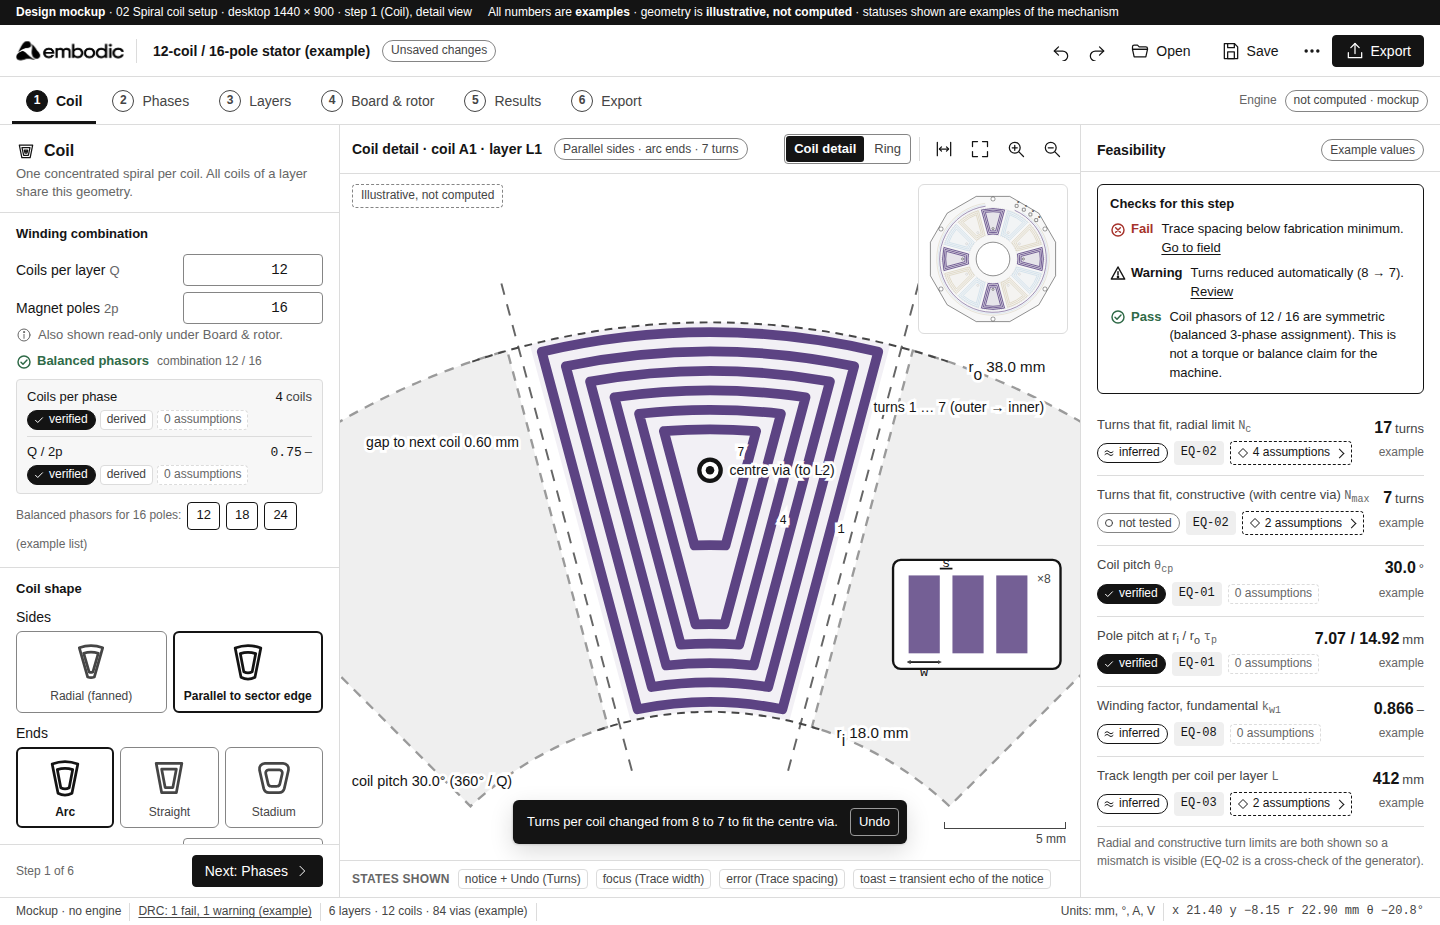 Design mockup · 02 Spiral coil setup · desktop 1440 × 900 · step 1 (Coil), detail view All numbers are examples · geometry is illustrative, not computed · statuses shown are examples of the mechanism
embodic
12-coil / 16-pole stator (example)
Unsaved changes
Open
Save
Export
1 Coil
2 Phases
3 Layers
4 Board & rotor
5 Results
6 Export
Engine not computed · mockup
Coil
One concentrated spiral per coil. All coils of a layer
share this geometry.
Winding combination
Coils per layer Q 12
Magnet poles 2p 16
Also shown read-only under Board & rotor.
Balanced phasors combination 12 / 16
Coils per phase 4 coils
verified derived 0 assumptions
Q / 2p 0.75 –
verified derived 0 assumptions
Balanced phasors for 16 poles: 12 18 24
(example list)
Coil shape
Sides
Radial (fanned) Parallel to sector edge
Ends
Arc Straight Stadium
Step 1 of 6
Next: Phases
Coil detail · coil A1 · layer L1
Parallel sides · arc ends · 7 turns
Coil detail Ring
Illustrative, not computed
ro 38.0 mm
turns 1 … 7 (outer → inner)
gap to next coil 0.60 mm
7
centre via (to L2)
4
1
s
×8
w
ri 18.0 mm
coil pitch 30.0° (360° / Q)
Turns per coil changed from 8 to 7 to fit the centre via. Undo
5 mm
STATES SHOWN notice + Undo (Turns) focus (Trace width) error (Trace spacing) toast = transient echo of the notice
Feasibility
Example values
Checks for this step
Fail Trace spacing below fabrication minimum.
Go to field
Warning Turns reduced automatically (8 → 7).
Review
Pass Coil phasors of 12 / 16 are symmetric
(balanced 3-phase assignment). This is
not a torque or balance claim for the
machine.
Turns that fit, radial limit Nc 17 turns
inferred EQ-02 4 assumptions example
Turns that fit, constructive (with centre via) Nmax 7 turns
not tested EQ-02 2 assumptions example
Coil pitch θcp 30.0 °
verified EQ-01 0 assumptions example
Pole pitch at ri / ro τp 7.07 / 14.92 mm
verified EQ-01 0 assumptions example
Winding factor, fundamental kw1 0.866 –
inferred EQ-08 0 assumptions example
Track length per coil per layer L 412 mm
inferred EQ-03 2 assumptions example
Radial and constructive turn limits are both shown so a
mismatch is visible (EQ-02 is a cross-check of the generator).
Mockup · no engine DRC: 1 fail, 1 warning (example) 6 layers · 12 coils · 84 vias (example)
Units: mm, °, A, V x 21.40 y −8.15 r 22.90 mm θ −20.8°